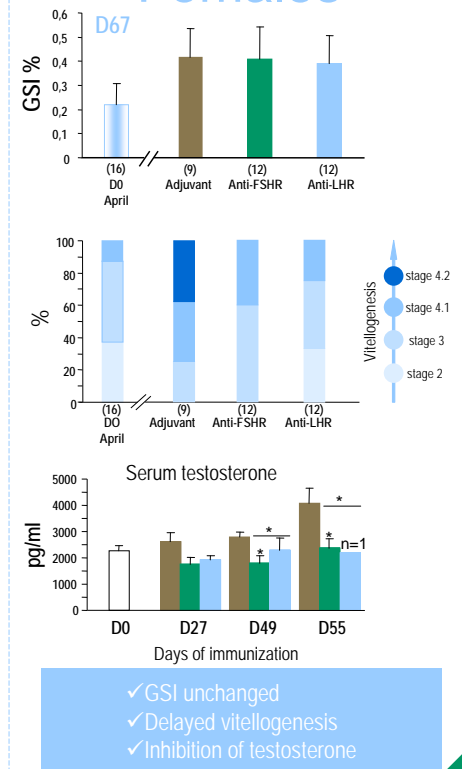 Females
D67
GSI %
0,6
0,5
0,4
0,3
0,2
0,1
0
(16) (9) (12) (12)
D0 Adjuvant Anti-FSHR Anti-LHR
April
%
100
80
60
40
20
0
(16) (9) (12) (12)
DO Adjuvant Anti-FSHR Anti-LHR
April
Vitellogenesis
stage 4.2
stage 4.1
stage 3
stage 2
Serum testosterone
pg/ml
5000
4000
3000
2000
1000
0
* * * * n=1
D0 D27 D49 D55
Days of immunization
✓GSI unchanged
✓Delayed vitellogenesis
✓Inhibition of testosterone